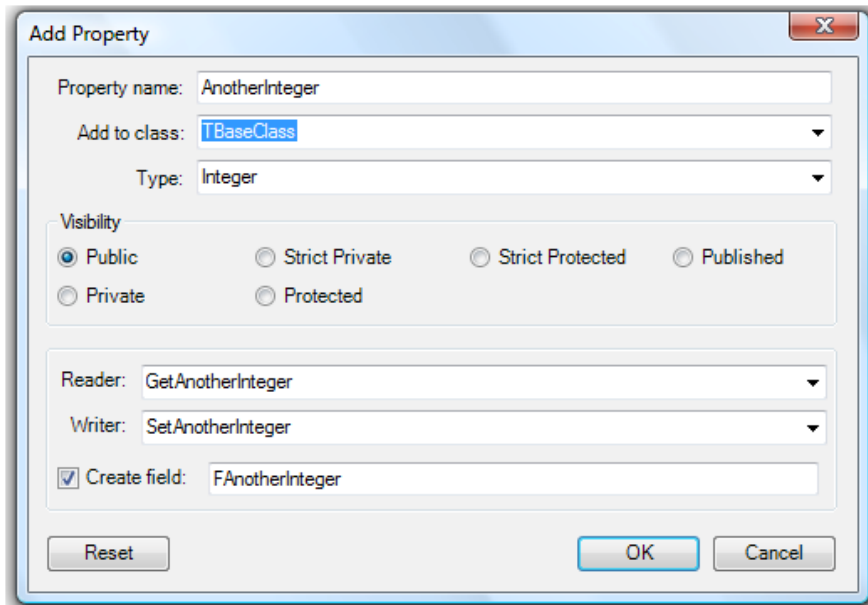 Add Property
Property name: AnotherInteger
Add to class: TBaseClass
Type: Integer
Visibility
Public Strict Private Strict Protected Published
Private Protected
Reader: GetAnotherInteger
Writer: SetAnotherInteger
Create field: FAnotherInteger
Reset OK Cancel